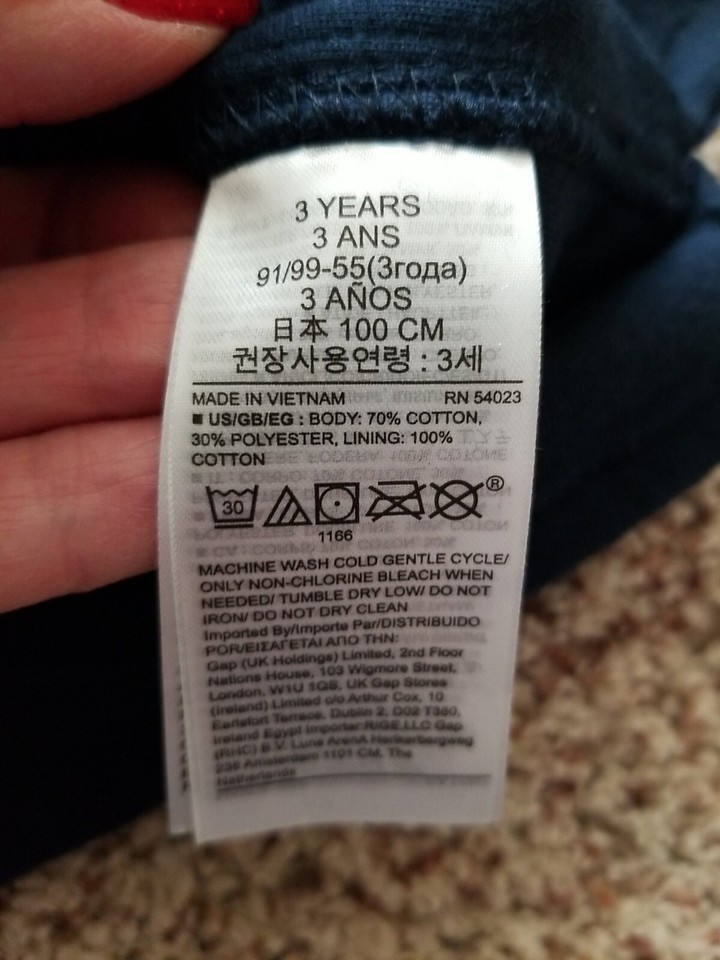 3 YEARS
3 ANS
91/99-55(3года)
3 AÑOS
日本 100 CM
권장사용연령 : 3세
MADE IN VIETNAM RN 54023
■ US/GB/EG : BODY: 70% COTTON,
30% POLYESTER, LINING: 100%
COTTON
30
®
1166
MACHINE WASH COLD GENTLE CYCLE/
ONLY NON-CHLORINE BLEACH WHEN
NEEDED/ TUMBLE DRY LOW/ DO NOT
IRON/ DO NOT DRY CLEAN
Imported By/Importe Par/DISTRIBUIDO
POR/ΕΙΣΑΓΕΤΑΙ ΑΠΟ ΤΗΝ:
Gap (UK Holdings) Limited, 2nd Floor
Nations House, 103 Wigmore Street,
London, W1U 1QS, UK Gap Stores
(Ireland) Limited c/o Arthur Cox, 10
Earlsfort Terrace, Dublin 2, D02 T380,
Ireland Egypt Importer:RIGE LLC Gap
(RHC) B.V. Luna ArenA Herikerbergweg
238 Amsterdam 1101 CM, The
Netherlands